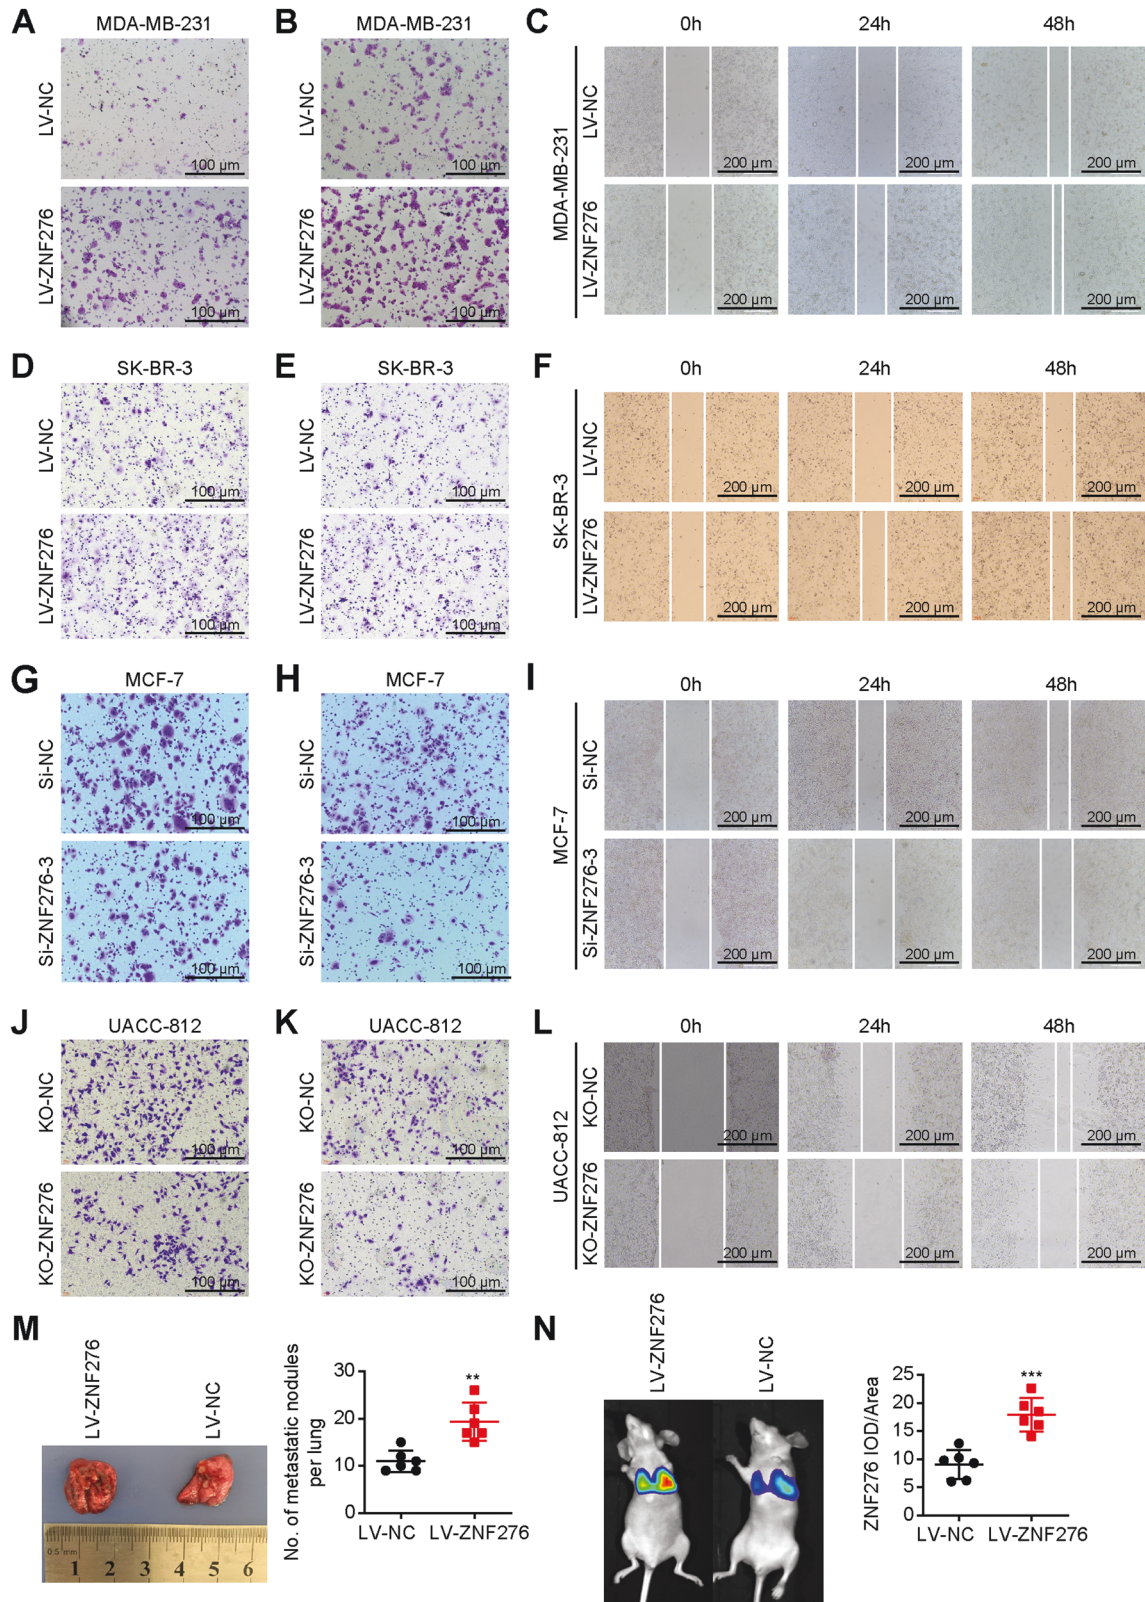 A
MDA-MB-231
LV-NC
100 µm
LV-ZNF276
100 µm
B
MDA-MB-231
LV-NC
100 µm
LV-ZNF276
100 µm
C
0h
24h
48h
MDA-MB-231
LV-NC
200 µm
200 µm
200 µm
LV-ZNF276
200 µm
200 µm
200 µm
D
SK-BR-3
LV-NC
100 µm
LV-ZNF276
100 µm
E
SK-BR-3
LV-NC
100 µm
LV-ZNF276
100 µm
F
0h
24h
48h
SK-BR-3
LV-NC
200 µm
200 µm
200 µm
LV-ZNF276
200 µm
200 µm
200 µm
G
MCF-7
Si-NC
100 µm
Si-ZNF276-3
100 µm
H
MCF-7
Si-NC
100 µm
Si-ZNF276-3
100 µm
I
0h
24h
48h
MCF-7
Si-NC
200 µm
200 µm
200 µm
Si-ZNF276-3
200 µm
200 µm
200 µm
J
UACC-812
KO-NC
100 µm
KO-ZNF276
100 µm
K
UACC-812
KO-NC
100 µm
KO-ZNF276
100 µm
L
0h
24h
48h
UACC-812
KO-NC
200 µm
200 µm
200 µm
KO-ZNF276
200 µm
200 µm
200 µm
M
LV-ZNF276
LV-NC
0.5 mm
1 2 3 4 5 6
No. of metastatic nodules
per lung
30
20
10
0
**
LV-NC
LV-ZNF276
N
LV-ZNF276
LV-NC
ZNF276 IOD/Area
25
20
15
10
5
0
***
LV-NC
LV-ZNF276